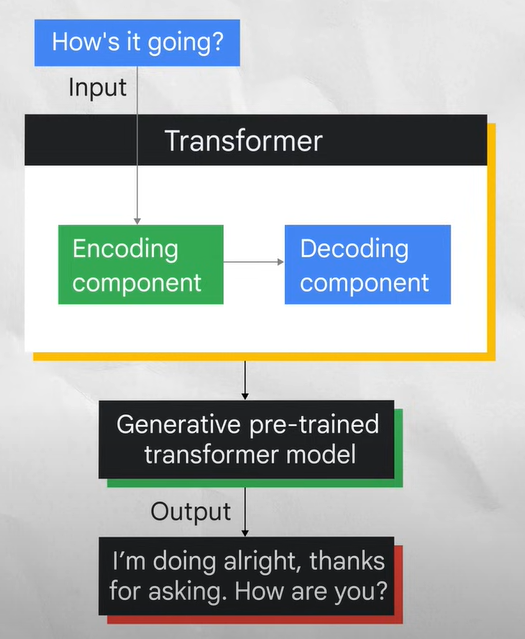 How's it going?
Input
Transformer
Encoding
component
Decoding
component
Generative pre-trained
transformer model
Output
I’m doing alright, thanks
for asking. How are you?